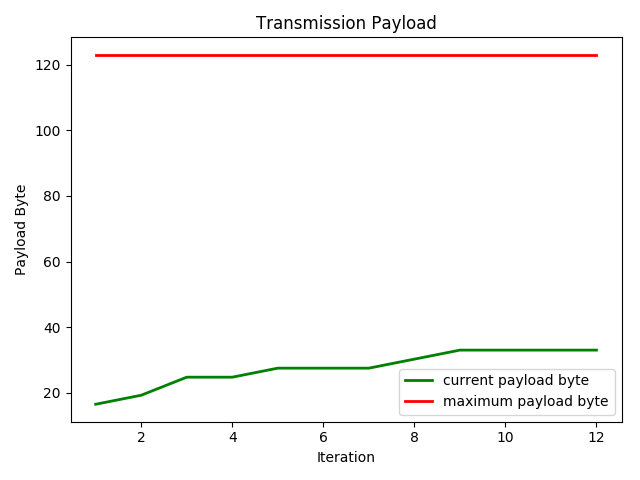 Transmission Payload
Payload Byte
120
100
80
60
40
20
2 4 6 8 10 12
Iteration
current payload byte
maximum payload byte